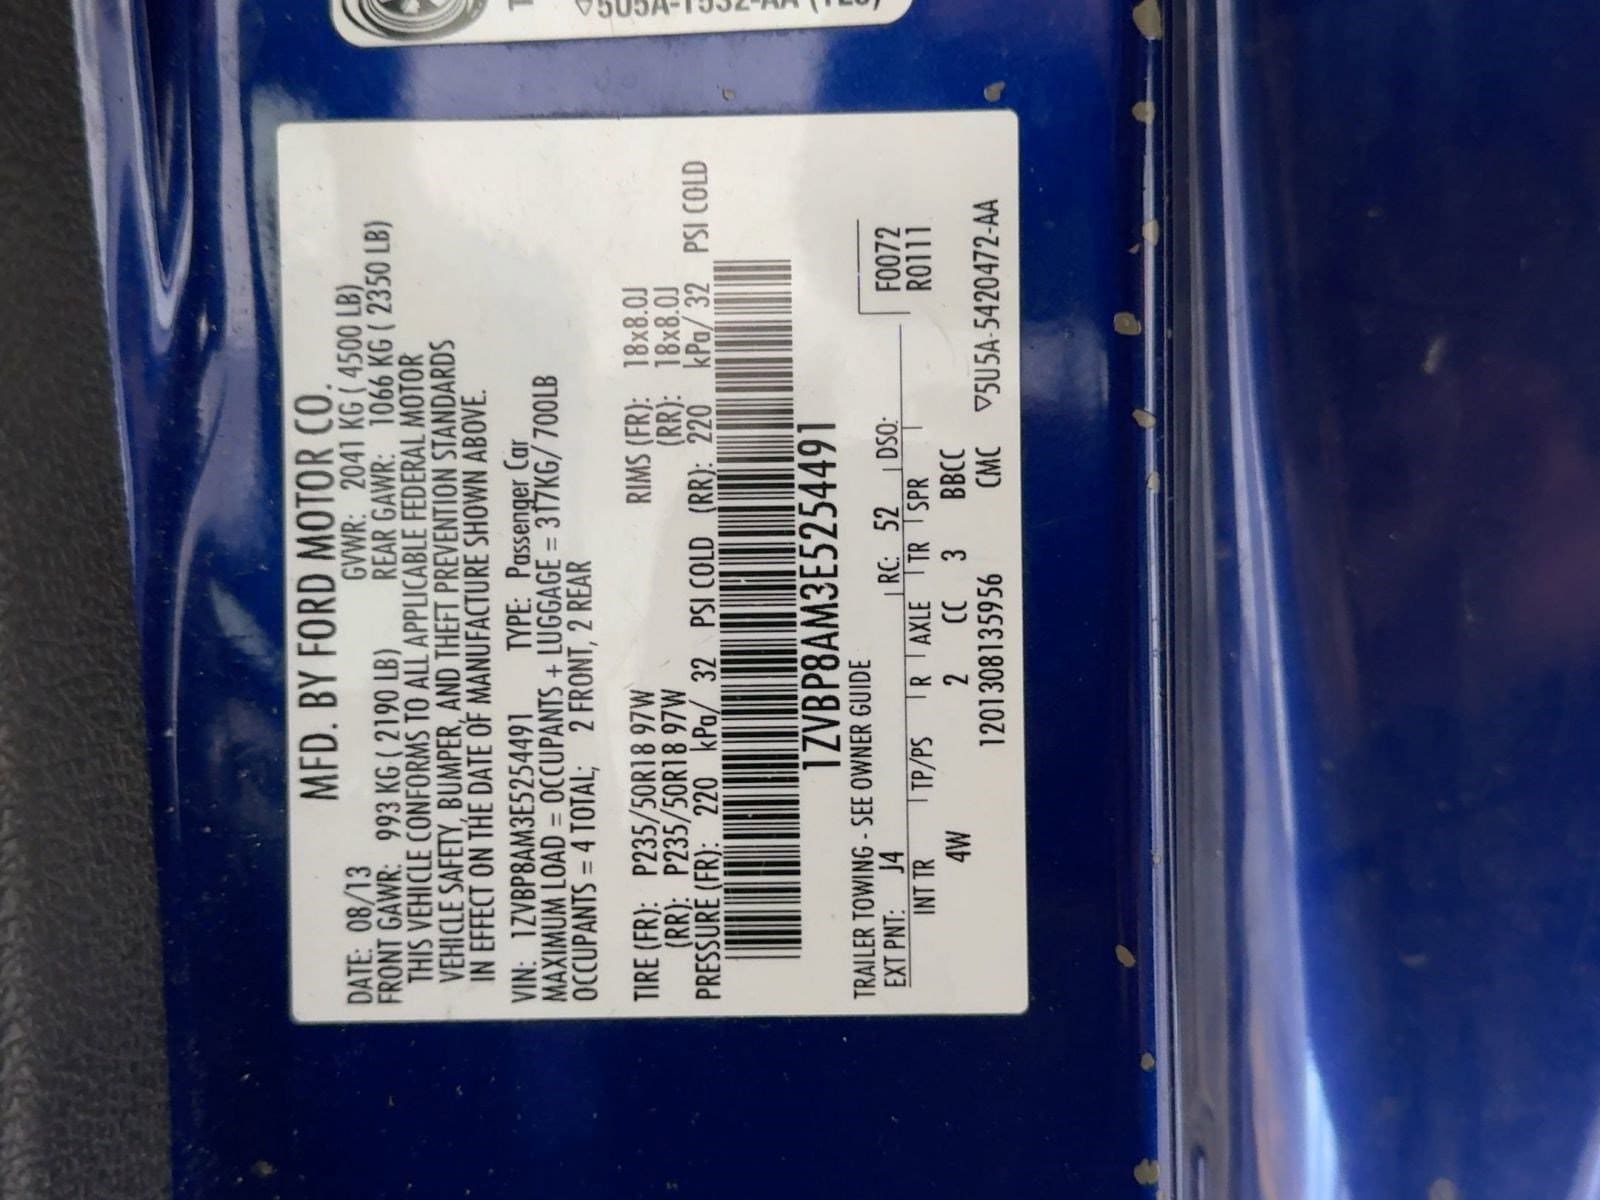 5U5A-1532-AA
MFD. BY FORD MOTOR CO.
DATE: 08/13 GVWR: 2041 KG ( 4500 LB)
FRONT GAWR: 993 KG ( 2190 LB) REAR GAWR: 1066 KG ( 2350 LB)
THIS VEHICLE CONFORMS TO ALL APPLICABLE FEDERAL MOTOR
VEHICLE SAFETY, BUMPER, AND THEFT PREVENTION STANDARDS
IN EFFECT ON THE DATE OF MANUFACTURE SHOWN ABOVE.
VIN: 1ZVBP8AM3E5254491 TYPE: Passenger Car
MAXIMUM LOAD = OCCUPANTS + LUGGAGE = 317KG/700LB
OCCUPANTS = 4 TOTAL; 2 FRONT, 2 REAR
TIRE (FR): P235/50R18 97W RIMS (FR): 18x8.0J
(RR): P235/50R18 97W (RR): 18x8.0J
PRESSURE (FR): 220 kPa/ 32 PSI COLD (RR): 220 kPa/ 32 PSI COLD
1ZVBP8AM3E5254491
TRAILER TOWING - SEE OWNER GUIDE
EXT PNT: J4 RC: 52 DSO: F0072
INT TR TP/PS R AXLE TR SPR R0111
4W 2 CC 3 BBCC
1201308135956 CMC ▽5U5A-5420472-AA